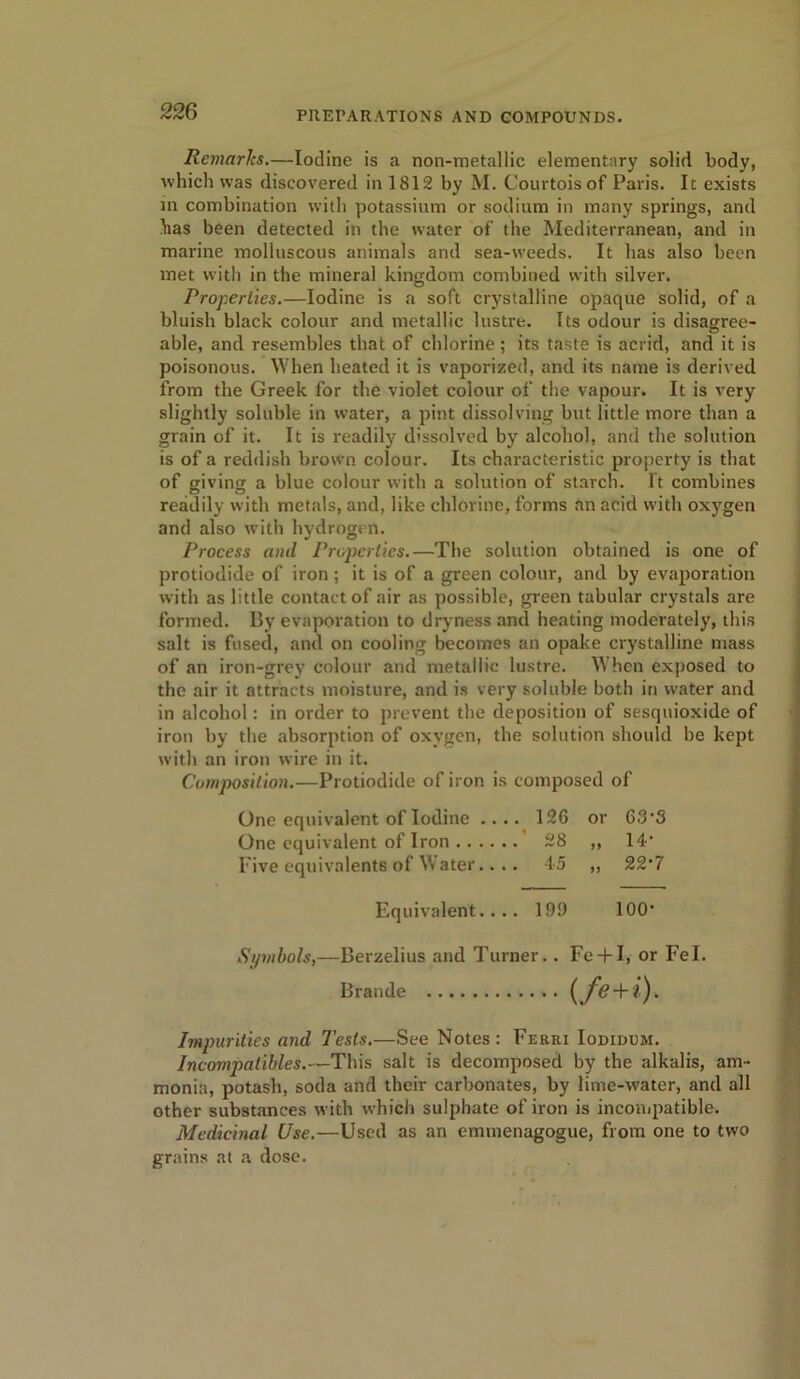 226
PREPARATIONS AND COMPOUNDS.
Remarks.—Iodine is a non-metallic elementary solid body,
which was discovered in 1812 by M. Courtois of Paris. It exists
in combination with potassium or sodium in many springs, and
has been detected in the water of the Mediterranean, and in
marine molluscous animals and sea-weeds. It has also been
met with in the mineral kingdom combined with silver.
Properties.—Iodine is a soft crystalline opaque solid, of a
bluish black colour and metallic lustre. Its odour is disagree-
able, and resembles that of chlorine; its taste is acrid, and it is
poisonous. When heated it is vaporized, and its name is derived
from the Greek for the violet colour of the vapour. It is very
slightly soluble in water, a pint dissolving but little more than a
grain of it. It is readily dissolved by alcohol, and the solution
is of a reddish brown colour. Its characteristic property is that
of giving a blue colour with a solution of starch. It combines
readily with metals, and, like chlorine, forms an acid with oxygen
and also with hydrogen.
Process and Properties.—The solution obtained is one of
protiodide of iron; it is of a green colour, and by evaporation
with as little contact of air as possible, green tabular crystals are
formed. By evaporation to dryness and heating moderately, this
salt is fused, and on cooling becomes an opake crystalline mass
of an iron-grey colour and metallic lustre. When exposed to
the air it attracts moisture, and is very soluble both in water and
in alcohol: in order to prevent the deposition of sesquioxide of
iron by the absorption of oxygen, the solution should be kept
with an iron wire in it.
Composition.—Protiodide of iron is composed of
One equivalent of Iodine .... 126 or 63·3
One equivalent of Iron ...... 28 „ 14·
Five equivalents of Water.... 45 „ 22·7
Equivalent.... 199 100·
Symbols,—Berzelius and Turner.. Fe+I, or FeI.
Brande ............ (fe+i).
Impurities and Tests.—See Notes: FERRI IODIDUM.
Incompatibles.—This salt is decomposed by the alkalis, am-
monia, potash, soda and their carbonates, by lime-water, and all
other substances with which sulphate of iron is incompatible.
Medicinal Use.—Used as an emmenagogue, from one to two
grains at a dose.